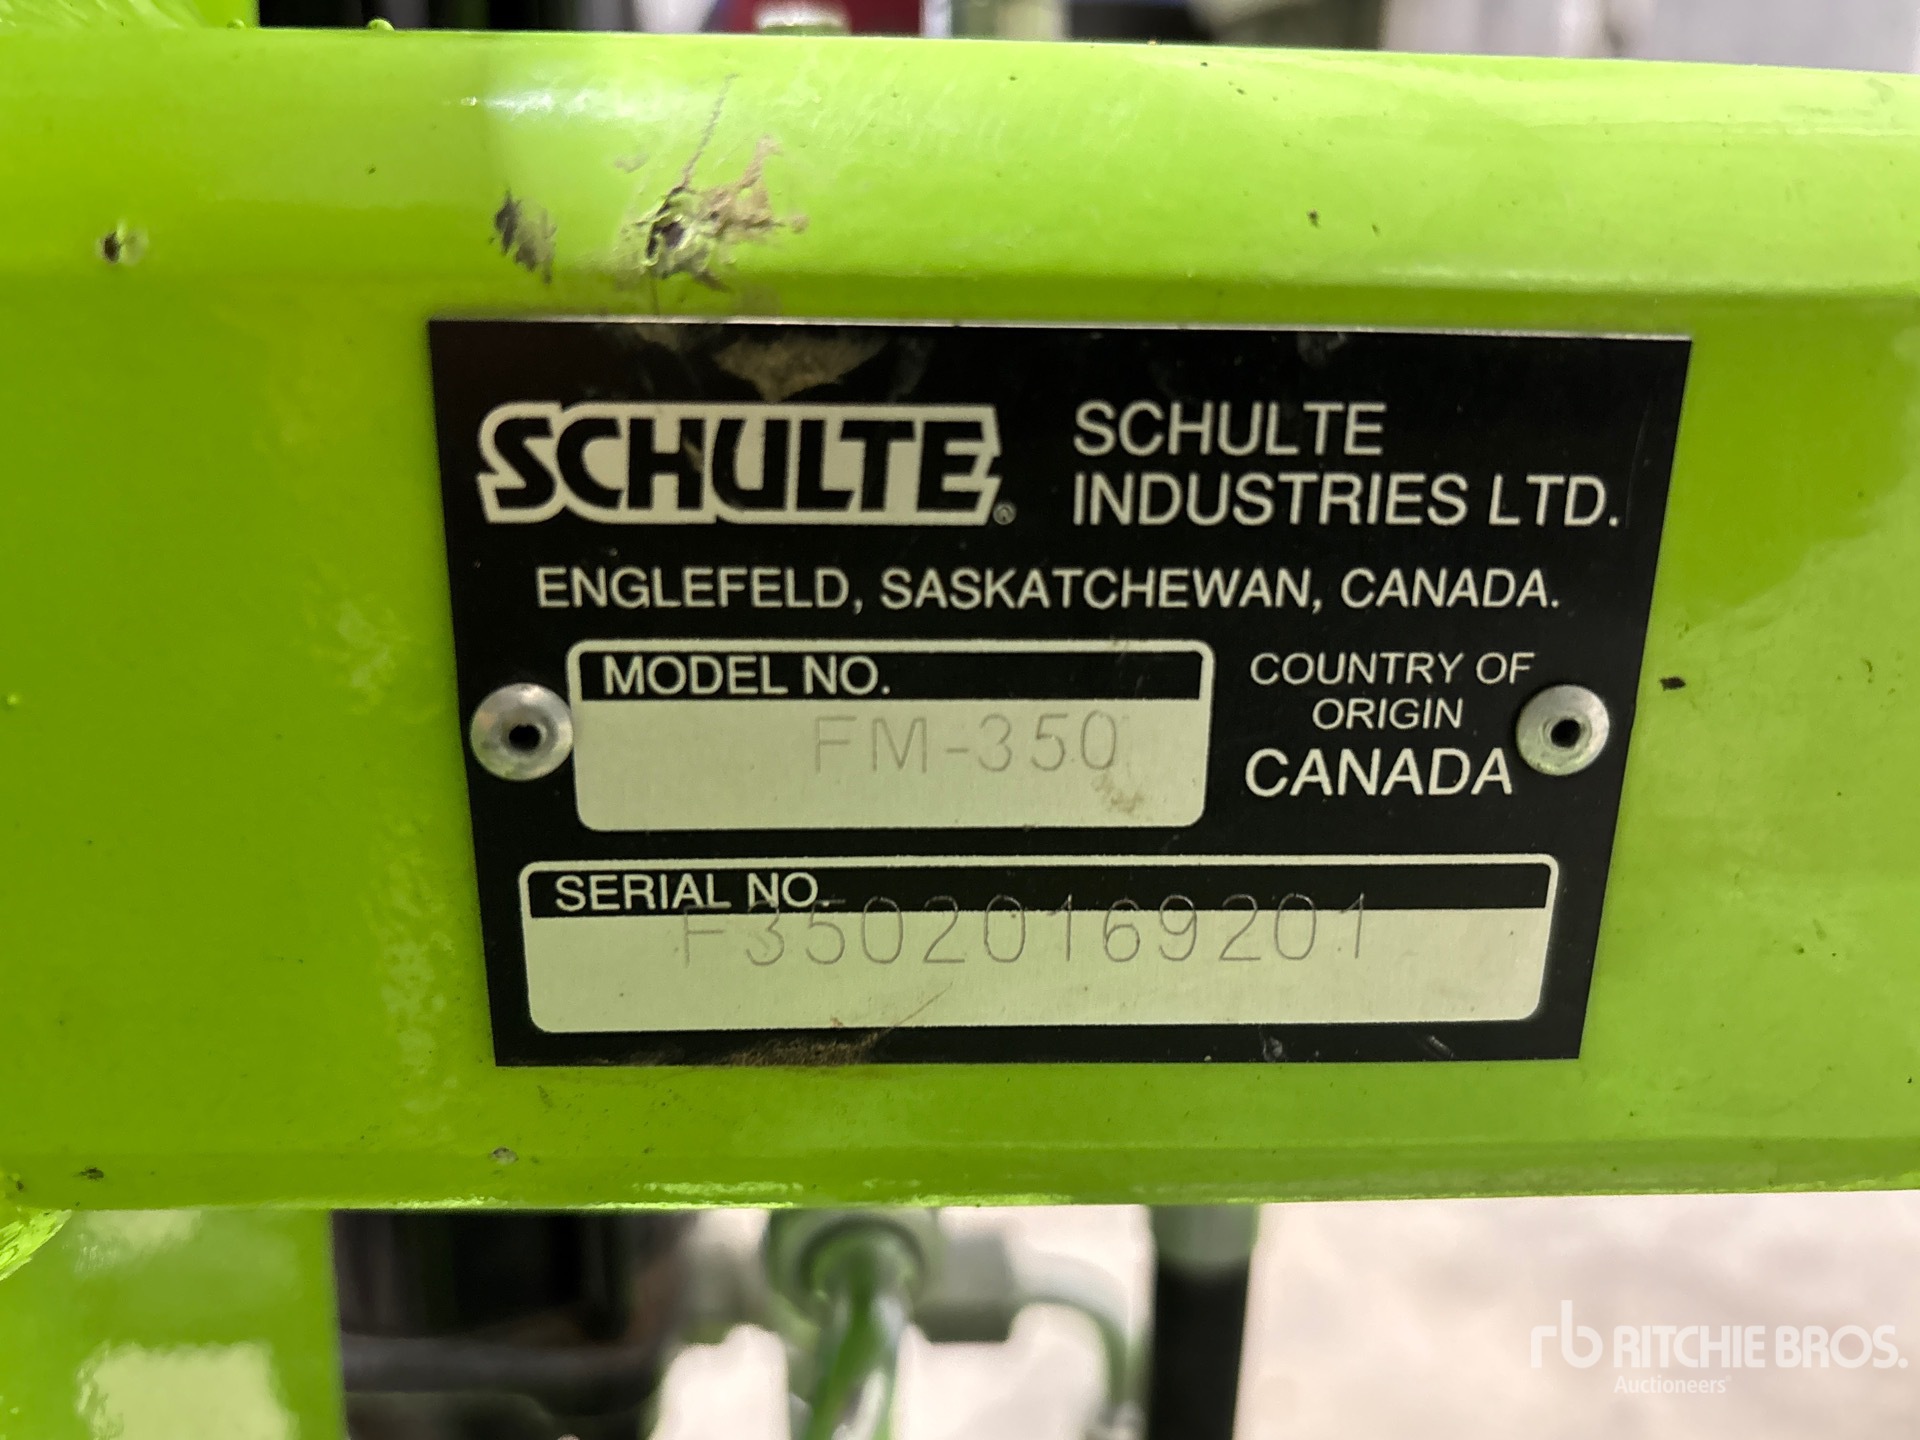 SCHULTE®
SCHULTE
INDUSTRIES LTD.
ENGLEFELD, SASKATCHEWAN, CANADA.
MODEL NO.
FM-350
COUNTRY OF
ORIGIN
CANADA
SERIAL NO.
F35020169201
rb RITCHIE BROS.
Auctioneers